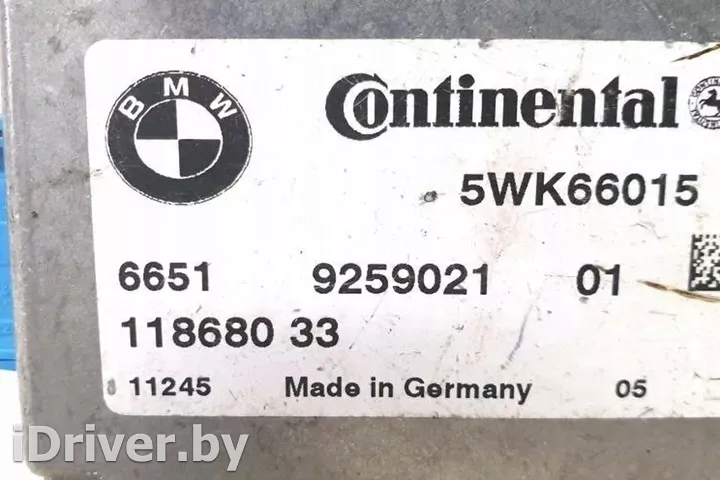 BMW
Continental
5WK66015
6651 9259021 01
118680 33
11245 Made in Germany 05
iDriver.by